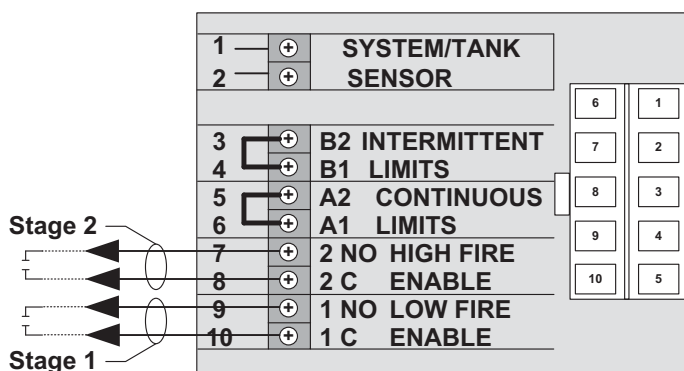 1 SYSTEM/TANK
2 SENSOR
3 B2 INTERMITTENT
4 B1 LIMITS
5 A2 CONTINUOUS
6 A1 LIMITS
Stage 2
7 2 NO HIGH FIRE
8 2 C ENABLE
9 1 NO LOW FIRE
10 1 C ENABLE
Stage 1
6 1
7 2
8 3
9 4
10 5